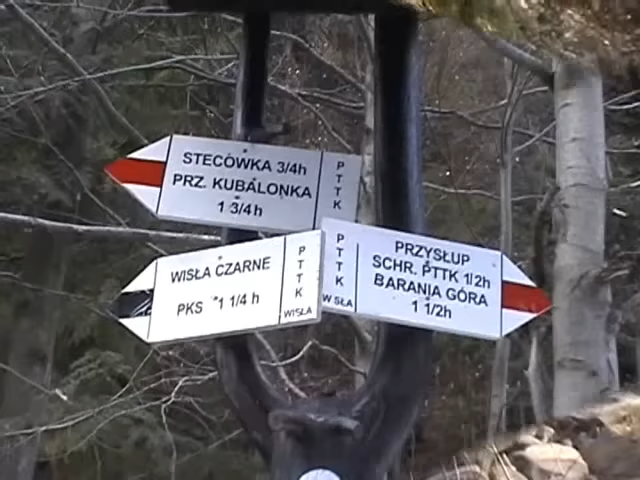 STECÓWKA 3/4h
PRZ. KUBALONKA
1 3/4h
PTTK
WISŁA CZARNE
PKS 1 1/4 h
PTTK
WISŁA
PTTK
WISŁA
PRZYSŁUP
SCHR. PTTK 1/2h
BARANIA GÓRA
1 1/2h